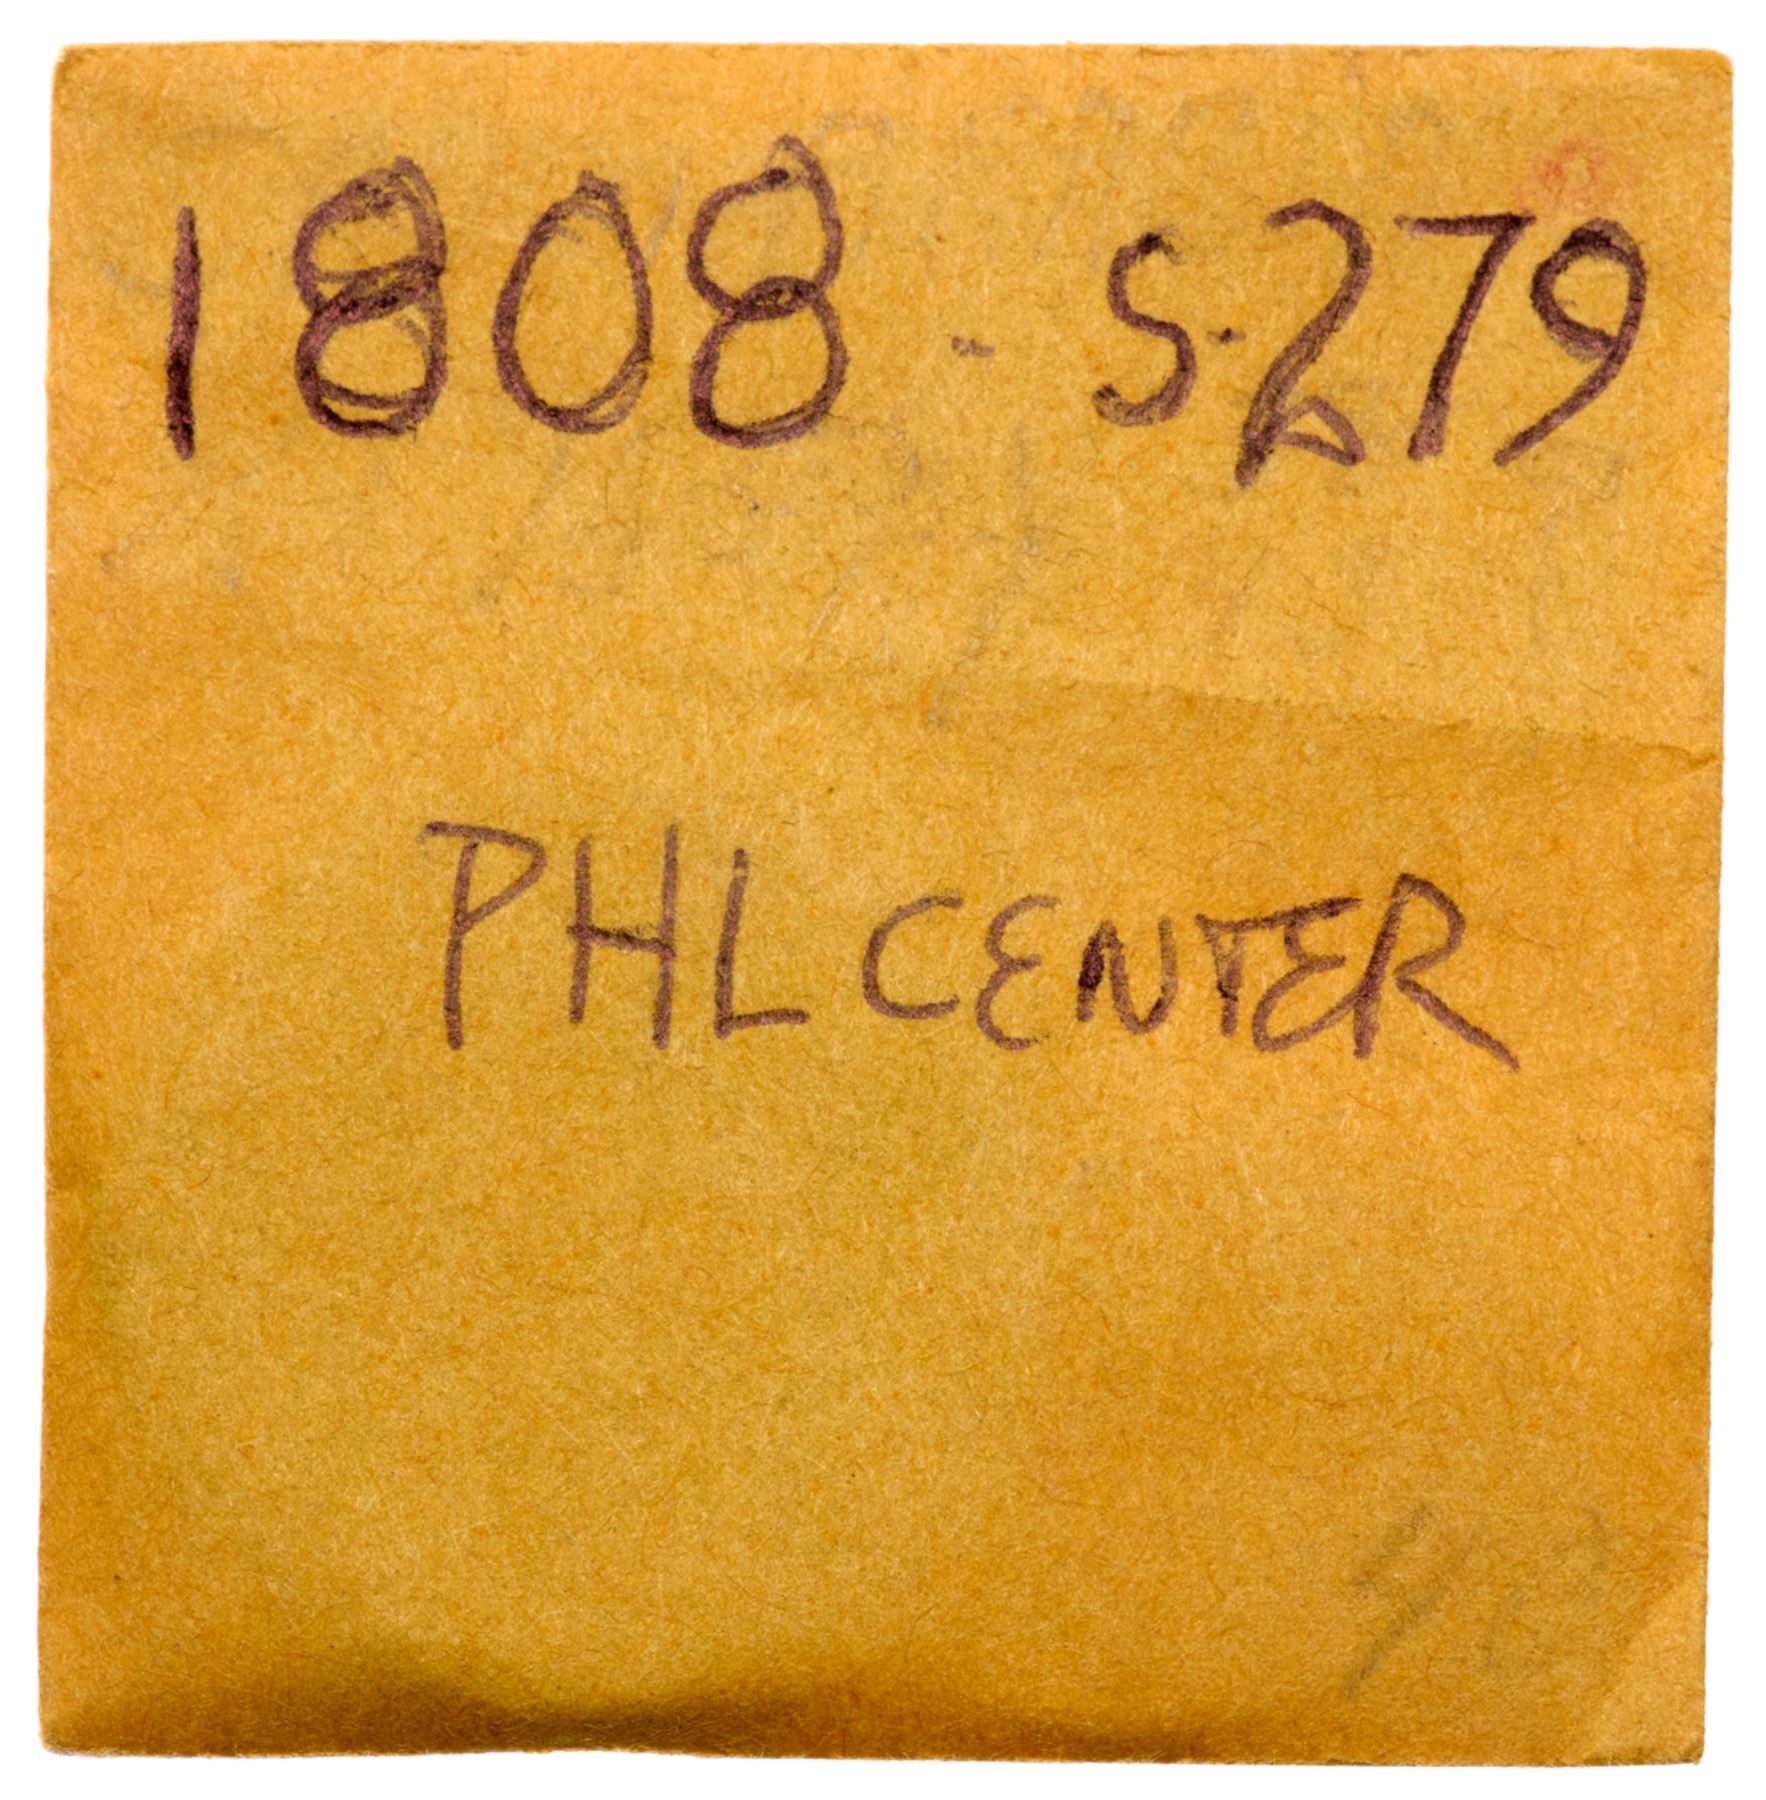 1808 - S-279
PHL CENTER